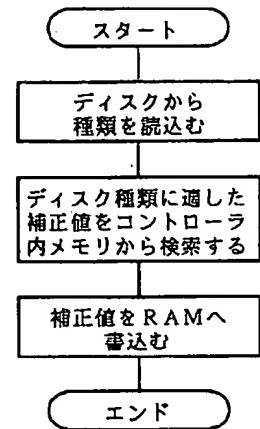 スタート
ディスクから
種類を読込む
ディスク種類に適した
補正値をコントローラ
内メモリから検索する
補正値をRAMへ
書込む
エンド